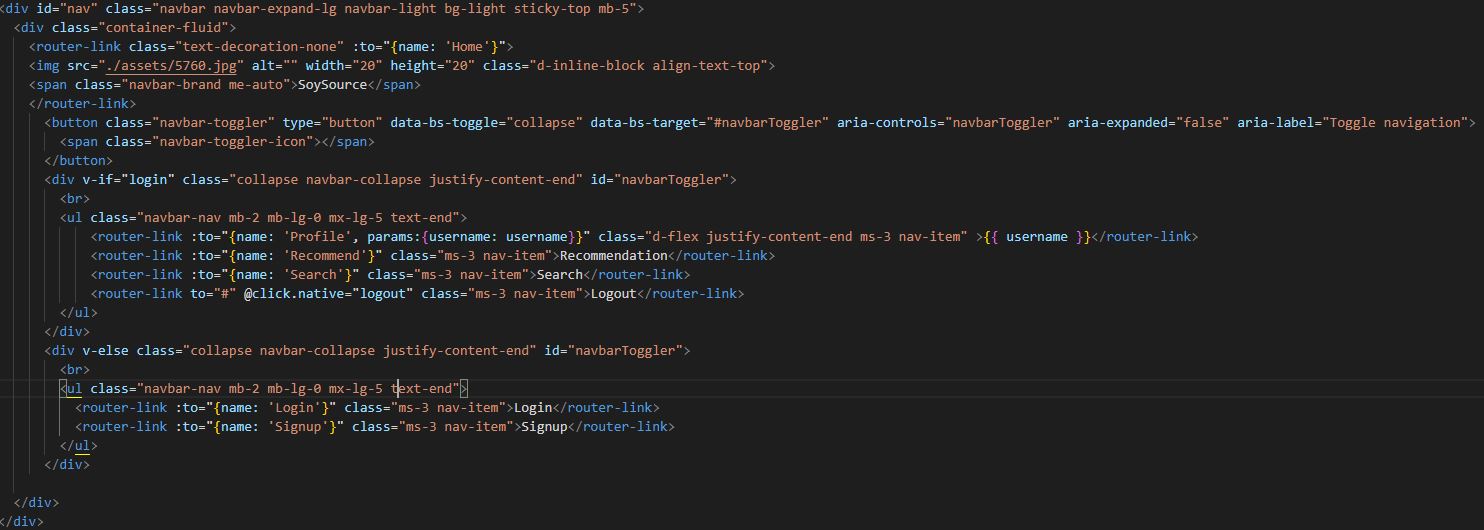 <div id="nav" class="navbar navbar-expand-lg navbar-light bg-light sticky-top mb-5">
<div class="container-fluid">
<router-link class="text-decoration-none" :to="{name: 'Home'}">
<img src="./assets/5760.jpg" alt="" width="20" height="20" class="d-inline-block align-text-top">
<span class="navbar-brand me-auto">SoySource</span>
</router-link>
<button class="navbar-toggler" type="button" data-bs-toggle="collapse" data-bs-target="#navbarToggler" aria-controls="navbarToggler" aria-expanded="false" aria-label="Toggle navigation">
<span class="navbar-toggler-icon"></span>
</button>
<div v-if="login" class="collapse navbar-collapse justify-content-end" id="navbarToggler">
<br>
<ul class="navbar-nav mb-2 mb-lg-0 mx-lg-5 text-end">
<router-link :to="{name: 'Profile', params:{username: username}}" class="d-flex justify-content-end ms-3 nav-item" >{{ username }}</router-link>
<router-link :to="{name: 'Recommend'}" class="ms-3 nav-item">Recommendation</router-link>
<router-link :to="{name: 'Search'}" class="ms-3 nav-item">Search</router-link>
<router-link to="#" @click.native="logout" class="ms-3 nav-item">Logout</router-link>
</ul>
</div>
<div v-else class="collapse navbar-collapse justify-content-end" id="navbarToggler">
<br>
<ul class="navbar-nav mb-2 mb-lg-0 mx-lg-5 text-end">
<router-link :to="{name: 'Login'}" class="ms-3 nav-item">Login</router-link>
<router-link :to="{name: 'Signup'}" class="ms-3 nav-item">Signup</router-link>
</ul>
</div>
</div>
</div>